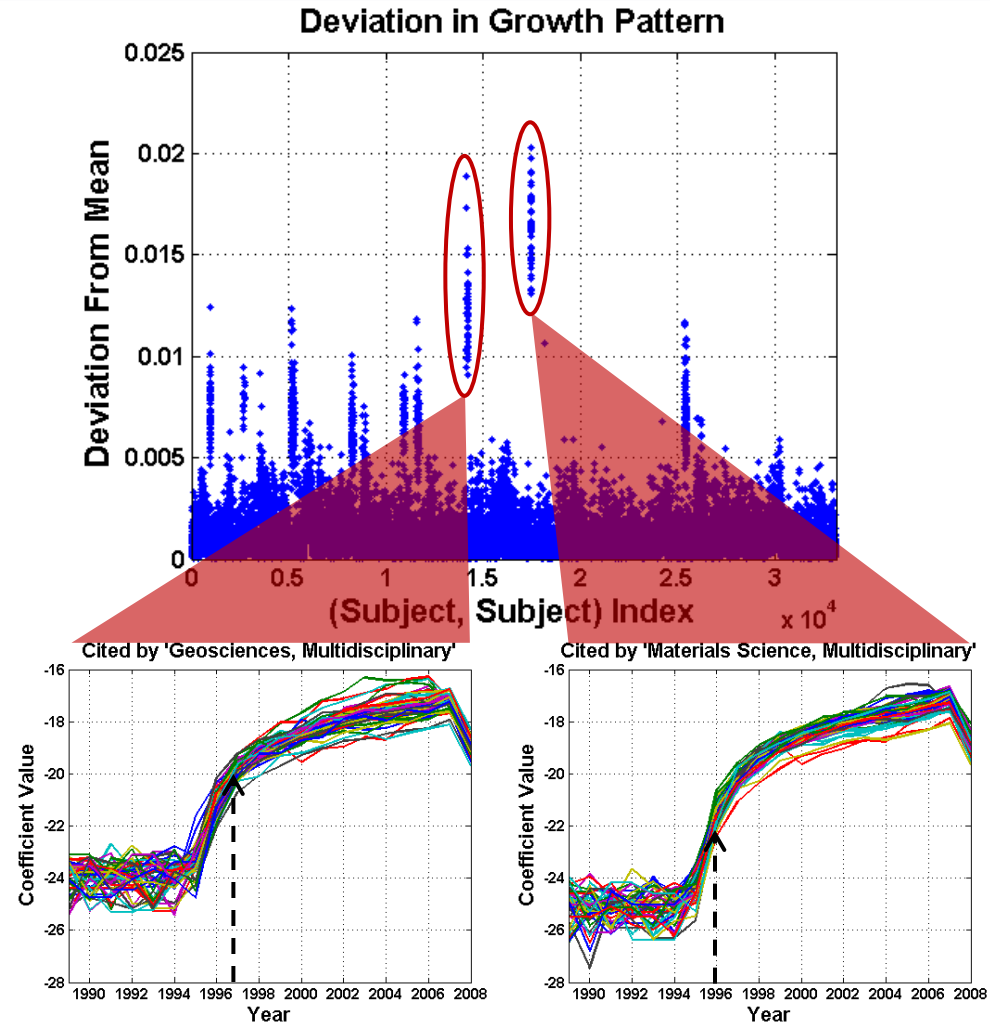 Deviation in Growth Pattern
Deviation From Mean
0.025
0.02
0.015
0.01
0.005
0
0 0.5 1 1.5 2 2.5 3
(Subject, Subject) Index
x 10^4
Cited by 'Geosciences, Multidisciplinary'
Coefficient Value
-16
-18
-20
-22
-24
-26
-28
1990 1992 1994 1996 1998 2000 2002 2004 2006 2008
Year
Cited by 'Materials Science, Multidisciplinary'
Coefficient Value
-16
-18
-20
-22
-24
-26
-28
1990 1992 1994 1996 1998 2000 2002 2004 2006 2008
Year